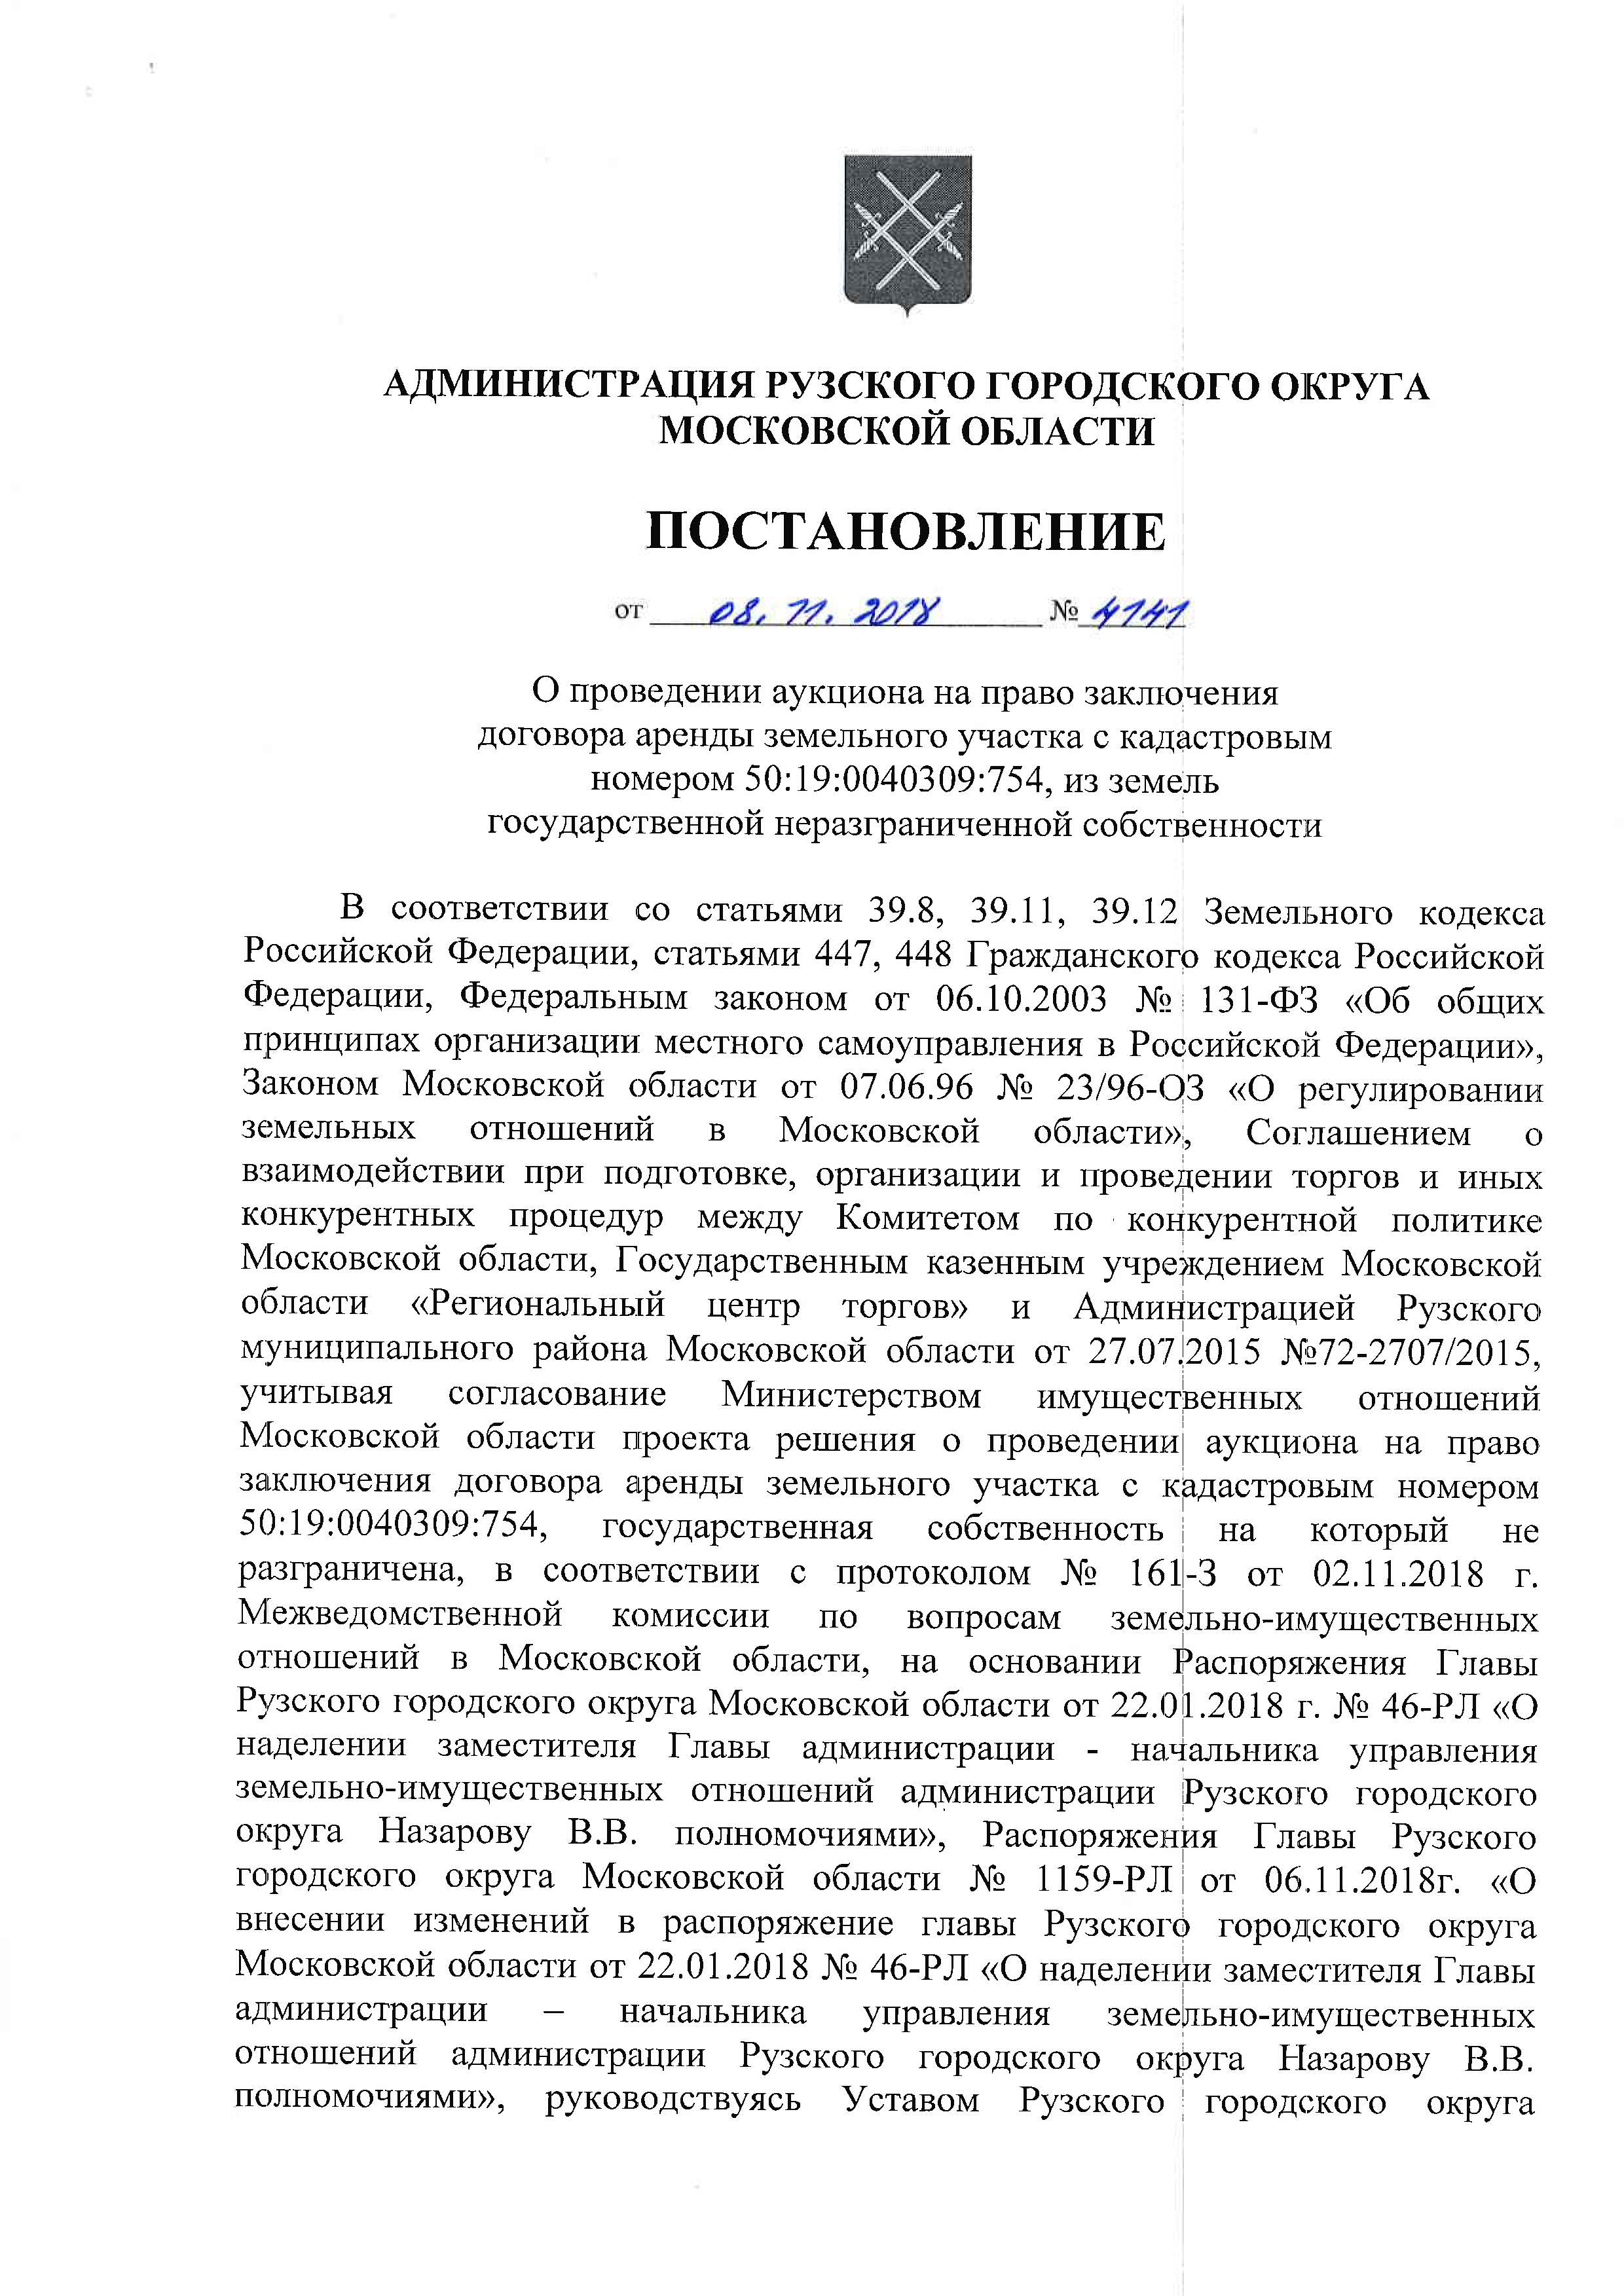 АДМИНИСТРАЦИЯ РУЗСКОГО ГОРОДСКОГО ОКРУГА
МОСКОВСКОЙ ОБЛАСТИ
ПОСТАНОВЛЕНИЕ
от 08.11.2018 № 4141
О проведении аукциона на право заключения
договора аренды земельного участка с кадастровым
номером 50:19:0040309:754, из земель
государственной неразграниченной собственности
В соответствии со статьями 39.8, 39.11, 39.12 Земельного кодекса
Российской Федерации, статьями 447, 448 Гражданского кодекса Российской
Федерации, Федеральным законом от 06.10.2003 № 131-ФЗ «Об общих
принципах организации местного самоуправления в Российской Федерации»,
Законом Московской области от 07.06.96 № 23/96-ОЗ «О регулировании
земельных отношений в Московской области», Соглашением о
взаимодействии при подготовке, организации и проведении торгов и иных
конкурентных процедур между Комитетом по конкурентной политике
Московской области, Государственным казенным учреждением Московской
области «Региональный центр торгов» и Администрацией Рузского
муниципального района Московской области от 27.07.2015 №72-2707/2015,
учитывая согласование Министерством имущественных отношений
Московской области проекта решения о проведении аукциона на право
заключения договора аренды земельного участка с кадастровым номером
50:19:0040309:754, государственная собственность на который не
разграничена, в соответствии с протоколом № 161-З от 02.11.2018 г.
Межведомственной комиссии по вопросам земельно-имущественных
отношений в Московской области, на основании Распоряжения Главы
Рузского городского округа Московской области от 22.01.2018 г. № 46-РЛ «О
наделении заместителя Главы администрации - начальника управления
земельно-имущественных отношений администрации Рузского городского
округа Назарову В.В. полномочиями», Распоряжения Главы Рузского
городского округа Московской области № 1159-РЛ от 06.11.2018г. «О
внесении изменений в распоряжение главы Рузского городского округа
Московской области от 22.01.2018 № 46-РЛ «О наделении заместителя Главы
администрации – начальника управления земельно-имущественных
отношений администрации Рузского городского округа Назарову В.В.
полномочиями», руководствуясь Уставом Рузского городского округа